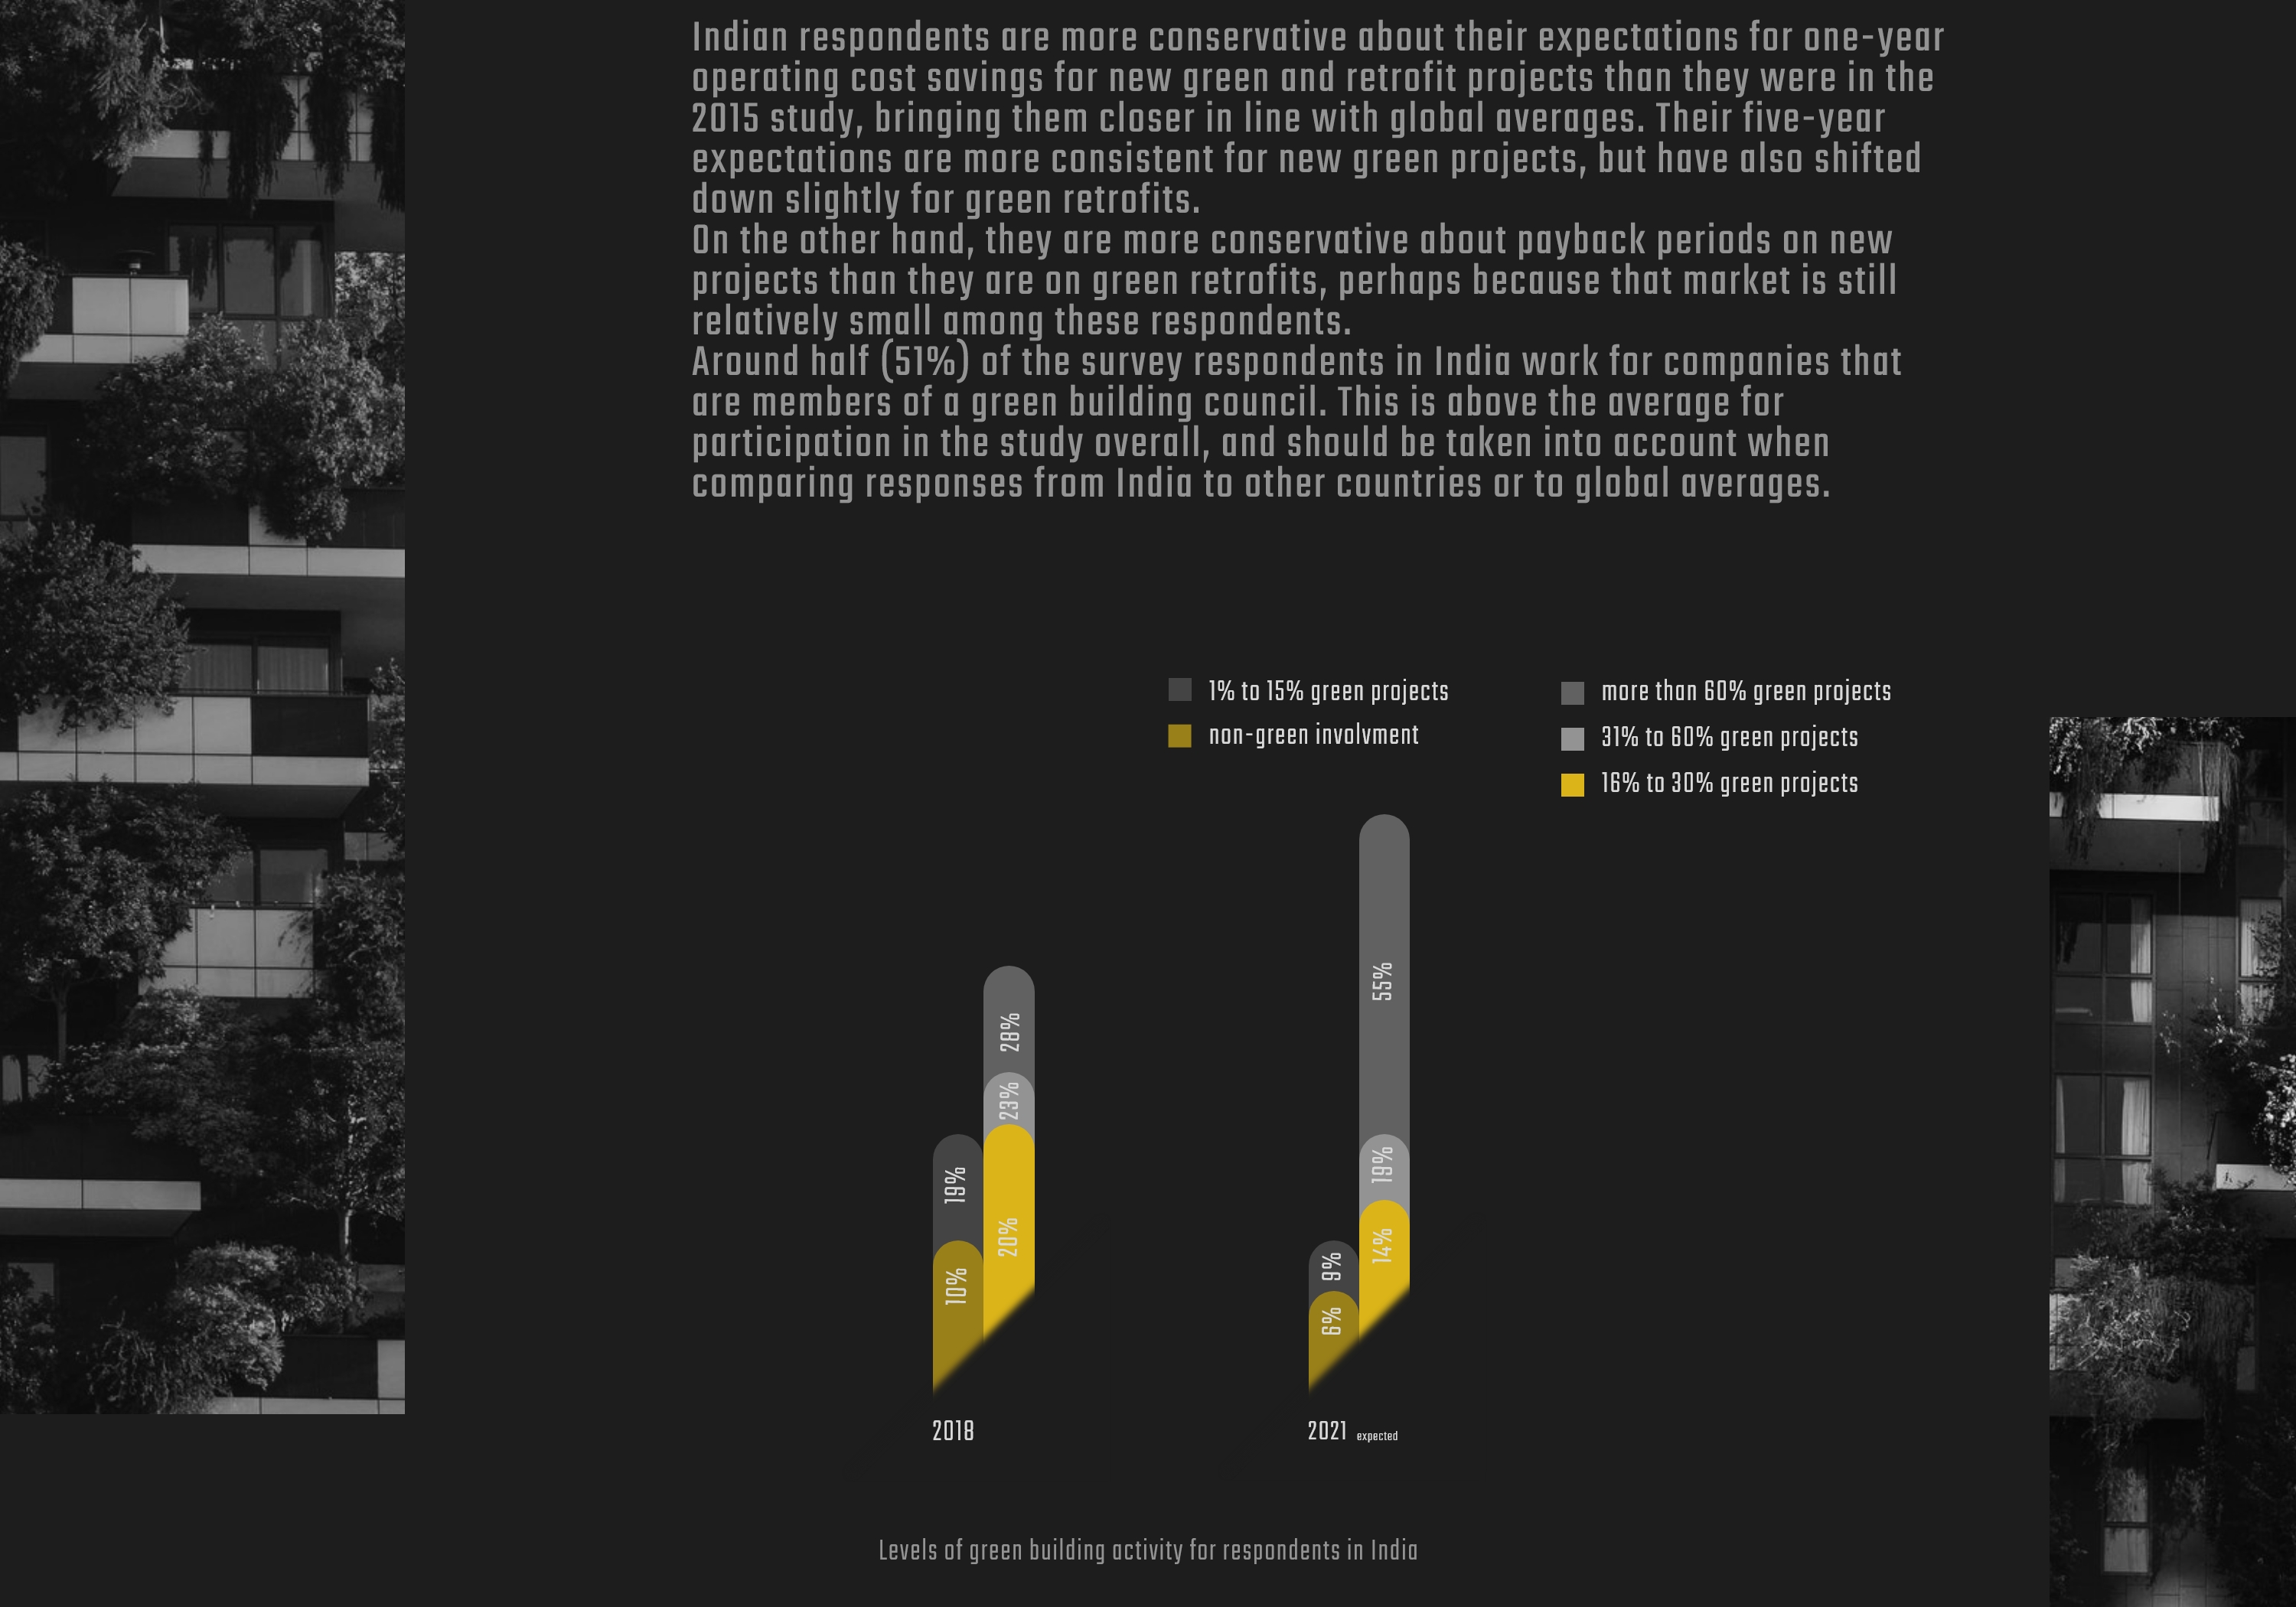 Indian respondents are more conservative about their expectations for one-year
operating cost savings for new green and retrofit projects than they were in the
2015 study, bringing them closer in line with global averages. Their five-year
expectations are more consistent for new green projects, but have also shifted
down slightly for green retrofits.
On the other hand, they are more conservative about payback periods on new
projects than they are on green retrofits, perhaps because that market is still
relatively small among these respondents.
Around half (51%) of the survey respondents in India work for companies that
are members of a green building council. This is above the average for
participation in the study overall, and should be taken into account when
comparing responses from India to other countries or to global averages.
1% to 15% green projects
non-green involvment
more than 60% green projects
31% to 60% green projects
16% to 30% green projects
19%
10%
28%
23%
20%
9%
6%
55%
19%
14%
2018
2021 expected
Levels of green building activity for respondents in India